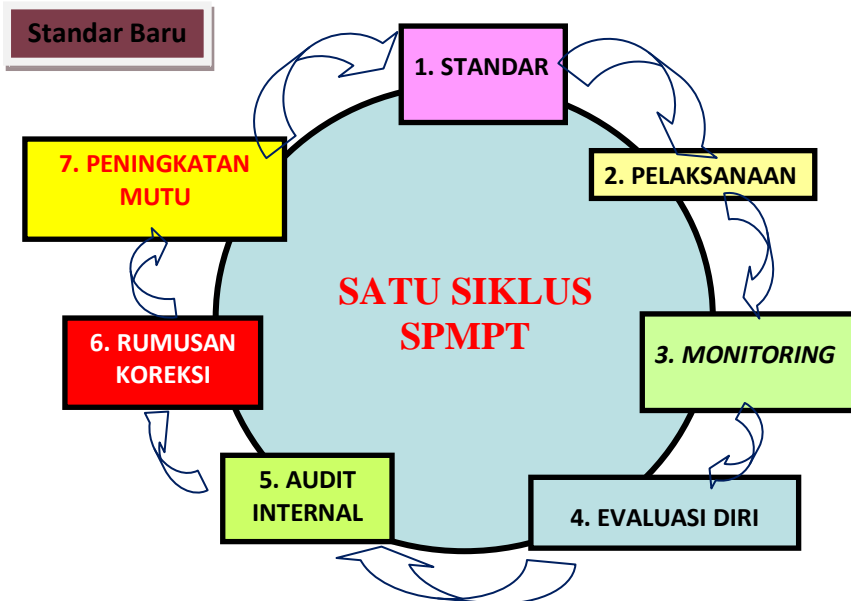 Standar Baru
1. STANDAR
2. PELAKSANAAN
3. MONITORING
4. EVALUASI DIRI
5. AUDIT
INTERNAL
6. RUMUSAN
KOREKSI
7. PENINGKATAN
MUTU
SATU SIKLUS
SPMPT